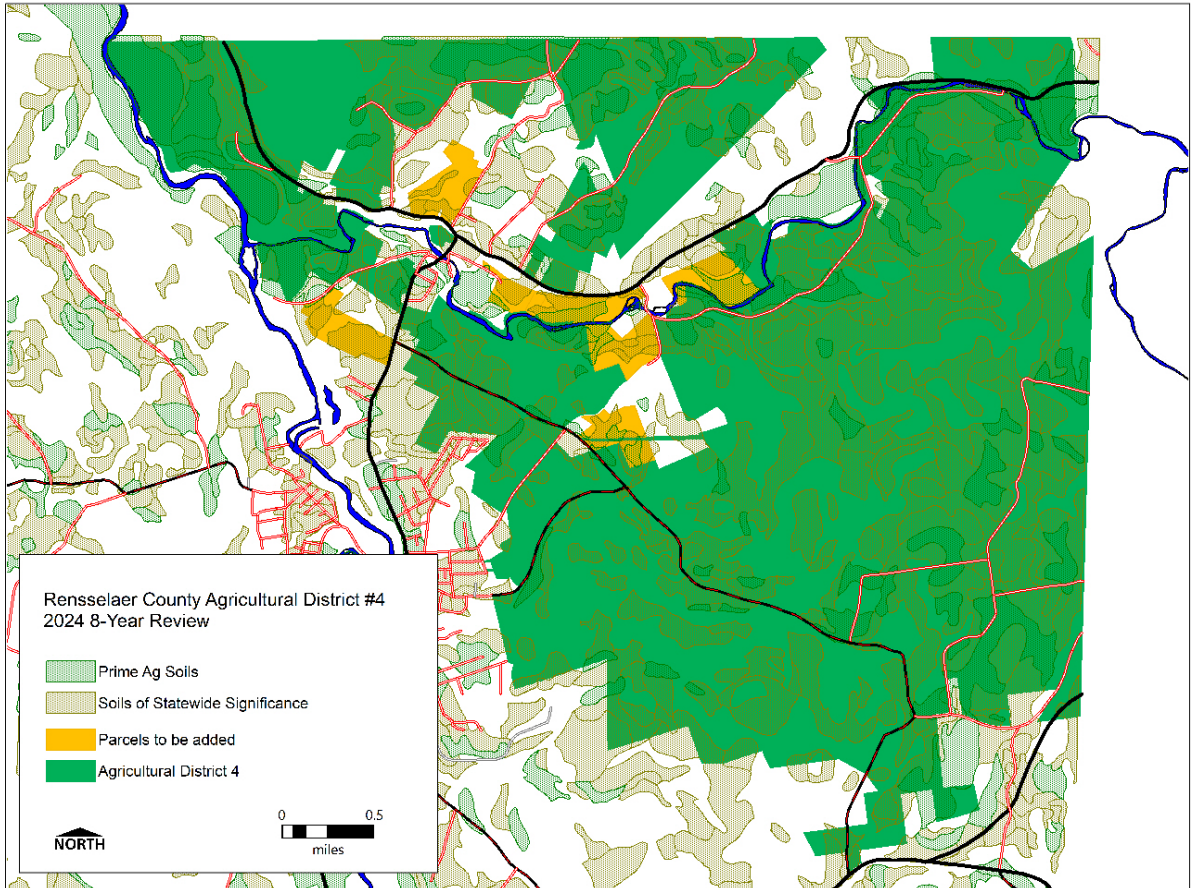 Rensselaer County Agricultural District #4
2024 8-Year Review
Prime Ag Soils
Soils of Statewide Significance
Parcels to be added
Agricultural District 4
0 0.5
miles
NORTH